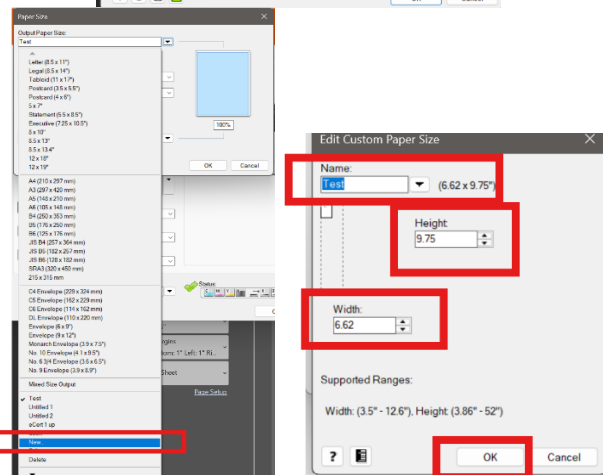 OK Cancel
Paper Size
Output Paper Size:
Test
Letter (8.5 x 11")
Legal (8.5 x 14")
Tabloid (11 x 17")
Postcard (3.5 x 5.5")
Postcard (4 x 6")
5 x 7"
Statement (5.5 x 8.5")
Executive (7.25 x 10.5")
8 x 10"
8.5 x 13"
8.5 x 13.4"
12 x 18"
12 x 19"
100%
OK Cancel
A4 (210 x 297 mm)
A3 (297 x 420 mm)
A5 (148 x 210 mm)
A6 (105 x 148 mm)
B4 (250 x 353 mm)
B5 (176 x 250 mm)
B6 (125 x 176 mm)
JIS B4 (257 x 364 mm)
JIS B5 (182 x 257 mm)
JIS B6 (128 x 182 mm)
SRA3 (320 x 450 mm)
215 x 315 mm
C4 Envelope (229 x 324 mm)
C5 Envelope (162 x 229 mm)
C6 Envelope (114 x 162 mm)
DL Envelope (110 x 220 mm)
Envelope (6 x 9")
Envelope (9 x 12")
Monarch Envelope (3.9 x 7.5")
No. 10 Envelope (4.1 x 9.5")
No. 6 3/4 Envelope (3.6 x 6.5")
No. 9 Envelope (3.9 x 8.9")
Mixed Size Output
Test
Untitled 1
Untitled 2
eCert 1 up
New...
Delete
Status:
Page Setup
Edit Custom Paper Size
Name:
Test (6.62 x 9.75")
Height:
9.75
Width:
6.62
Supported Ranges:
Width: (3.5" - 12.6"), Height: (3.86" - 52")
? OK Cancel